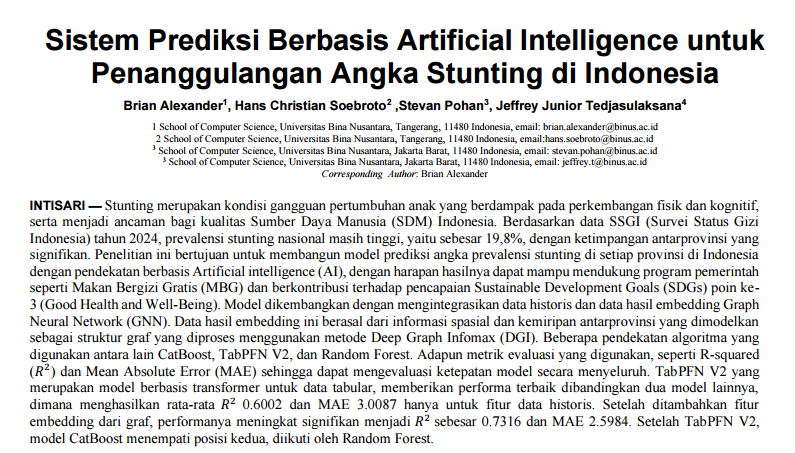 Sistem Prediksi Berbasis Artificial Intelligence untuk
Penanggulangan Angka Stunting di Indonesia
Brian Alexander1, Hans Christian Soebroto2 ,Stevan Pohan3, Jeffrey Junior Tedjasulaksana4
1 School of Computer Science, Universitas Bina Nusantara, Tangerang, 11480 Indonesia, email: brian.alexander@binus.ac.id
2 School of Computer Science, Universitas Bina Nusantara, Tangerang, 11480 Indonesia, email:hans.soebroto@binus.ac.id
3 School of Computer Science, Universitas Bina Nusantara, Jakarta Barat, 11480 Indonesia, email: stevan.pohan@binus.ac.id
3 School of Computer Science, Universitas Bina Nusantara, Jakarta Barat, 11480 Indonesia, email: jeffrey.t@binus.ac.id
Corresponding Author: Brian Alexander
INTISARI — Stunting merupakan kondisi gangguan pertumbuhan anak yang berdampak pada perkembangan fisik dan kognitif,
serta menjadi ancaman bagi kualitas Sumber Daya Manusia (SDM) Indonesia. Berdasarkan data SSGI (Survei Status Gizi
Indonesia) tahun 2024, prevalensi stunting nasional masih tinggi, yaitu sebesar 19,8%, dengan ketimpangan antarprovinsi yang
signifikan. Penelitian ini bertujuan untuk membangun model prediksi angka prevalensi stunting di setiap provinsi di Indonesia
dengan pendekatan berbasis Artificial intelligence (AI), dengan harapan hasilnya dapat mampu mendukung program pemerintah
seperti Makan Bergizi Gratis (MBG) dan berkontribusi terhadap pencapaian Sustainable Development Goals (SDGs) poin ke-
3 (Good Health and Well-Being). Model dikembangkan dengan mengintegrasikan data historis dan data hasil embedding Graph
Neural Network (GNN). Data hasil embedding ini berasal dari informasi spasial dan kemiripan antarprovinsi yang dimodelkan
sebagai struktur graf yang diproses menggunakan metode Deep Graph Infomax (DGI). Beberapa pendekatan algoritma yang
digunakan antara lain CatBoost, TabPFN V2, dan Random Forest. Adapun metrik evaluasi yang digunakan, seperti R-squared
(R²) dan Mean Absolute Error (MAE) sehingga dapat mengevaluasi ketepatan model secara menyeluruh. TabPFN V2 yang
merupakan model berbasis transformer untuk data tabular, memberikan performa terbaik dibandingkan dua model lainnya,
dimana menghasilkan rata-rata R² 0.6002 dan MAE 3.0087 hanya untuk fitur data historis. Setelah ditambahkan fitur
embedding dari graf, performanya meningkat signifikan menjadi R² sebesar 0.7316 dan MAE 2.5984. Setelah TabPFN V2,
model CatBoost menempati posisi kedua, diikuti oleh Random Forest.